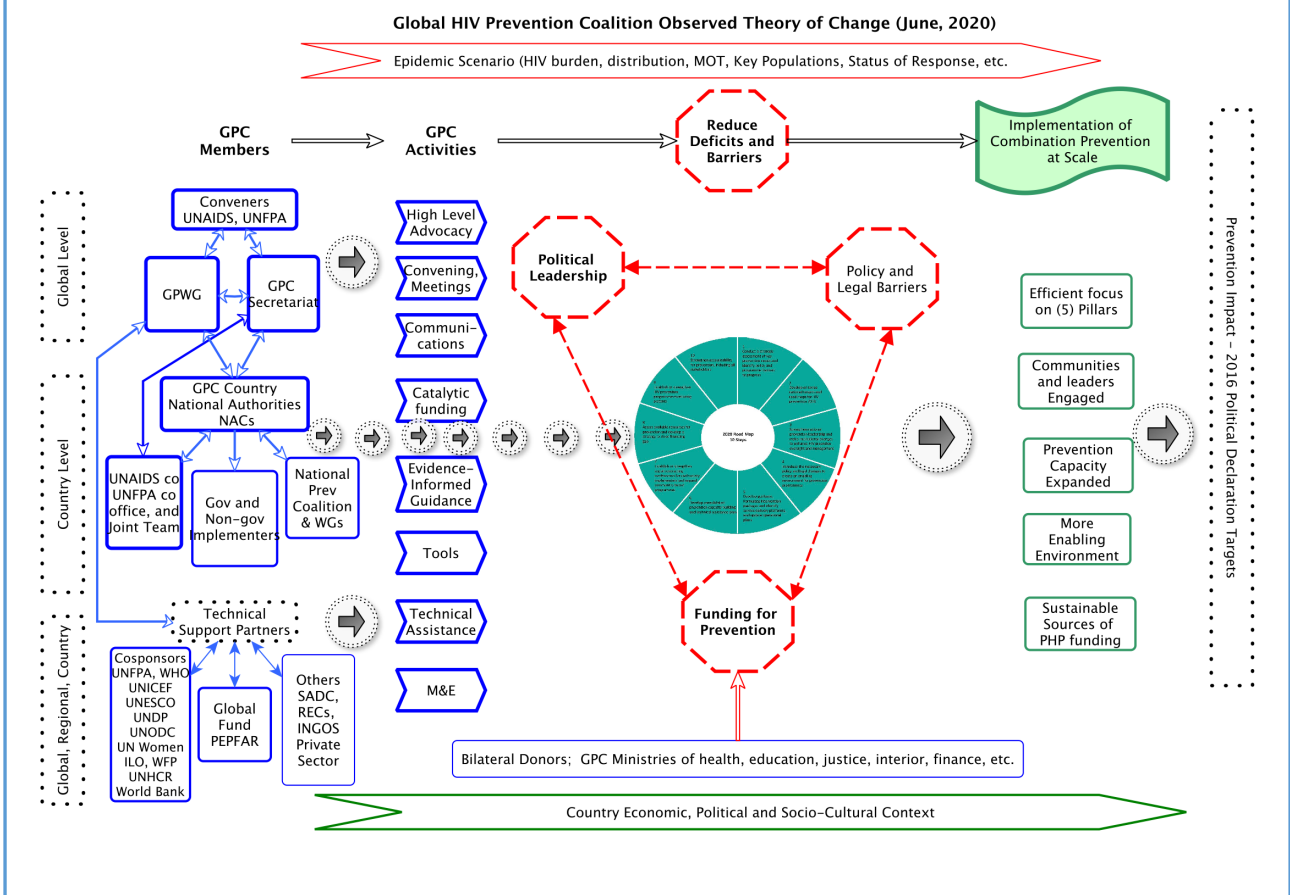 Global HIV Prevention Coalition Observed Theory of Change (June, 2020)
Epidemic Scenario (HIV burden, distribution, MOT, Key Populations, Status of Response, etc.
GPC
Members
GPC
Activities
Reduce
Deficits and
Barriers
Implementation of
Combination Prevention
at Scale
Global Level
Conveners
UNAIDS, UNFPA
GPWG
GPC
Secretariat
Country Level
GPC Country
National Authorities
NACs
UNAIDS co
UNFPA co
office, and
Joint Team
Gov and
Non-gov
Implementers
National
Prev
Coalition
& WGs
Global, Regional, Country
Technical
Support Partners
Cosponsors
UNFPA, WHO
UNICEF
UNESCO
UNDP
UNODC
UN Women
ILO, WFP
UNHCR
World Bank
Global
Fund
PEPFAR
Others
SADC,
RECs,
INGOS
Private
Sector
High Level
Advocacy
Convening,
Meetings
Communi-
cations
Catalytic
funding
Evidence-
Informed
Guidance
Tools
Technical
Assistance
M&E
Political
Leadership
Policy and
Legal Barriers
2020 Road Map
10 Steps
Funding for
Prevention
Bilateral Donors;  GPC Ministries of health, education, justice, interior, finance, etc.
Efficient focus
on (5) Pillars
Communities
and leaders
Engaged
Prevention
Capacity
Expanded
More
Enabling
Environment
Sustainable
Sources of
PHP funding
Prevention Impact – 2016 Political Declaration Targets
Country Economic, Political and Socio-Cultural Context